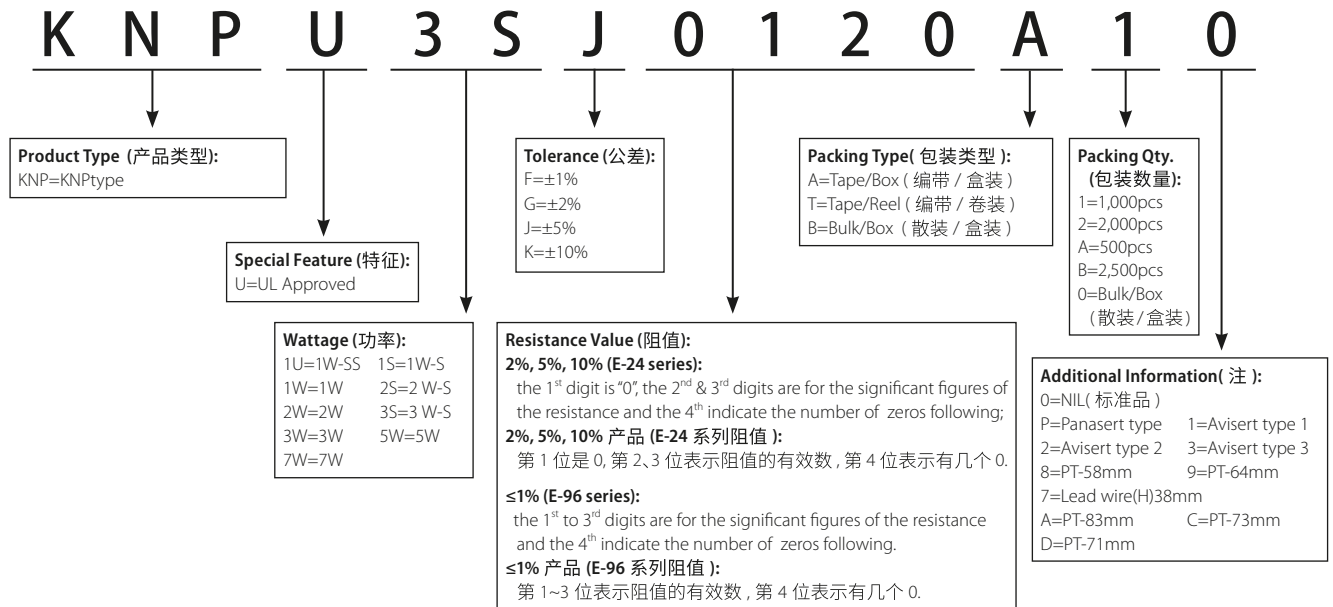 K N P U 3 S J 0 1 2 0 A 1 0
Product Type (产品类型):
KNP=KNPtype
Special Feature (特征):
U=UL Approved
Wattage (功率):
1U=1W-SS 1S=1W-S
1W=1W 2S=2 W-S
2W=2W 3S=3 W-S
3W=3W 5W=5W
7W=7W
Tolerance (公差):
F=±1%
G=±2%
J=±5%
K=±10%
Resistance Value (阻值):
2%, 5%, 10% (E-24 series):
the 1st digit is “0”, the 2nd & 3rd digits are for the significant figures of
the resistance and the 4th indicate the number of zeros following;
2%, 5%, 10% 产品 (E-24 系列阻值 ):
第 1 位是 0, 第 2、3 位表示阻值的有效数 , 第 4 位表示有几个 0.
≤1% (E-96 series):
the 1st to 3rd digits are for the significant figures of the resistance
and the 4th indicate the number of zeros following.
≤1% 产品 (E-96 系列阻值 ):
第 1~3 位表示阻值的有效数 , 第 4 位表示有几个 0.
Packing Type( 包装类型 ):
A=Tape/Box ( 编带 / 盒装 )
T=Tape/Reel ( 编带 / 卷装 )
B=Bulk/Box ( 散装 / 盒装 )
Packing Qty.
(包装数量):
1=1,000pcs
2=2,000pcs
A=500pcs
B=2,500pcs
0=Bulk/Box
(散装/盒装)
Additional Information( 注 ):
0=NIL( 标准品 )
P=Panasert type 1=Avisert type 1
2=Avisert type 2 3=Avisert type 3
8=PT-58mm 9=PT-64mm
7=Lead wire(H)38mm
A=PT-83mm C=PT-73mm
D=PT-71mm